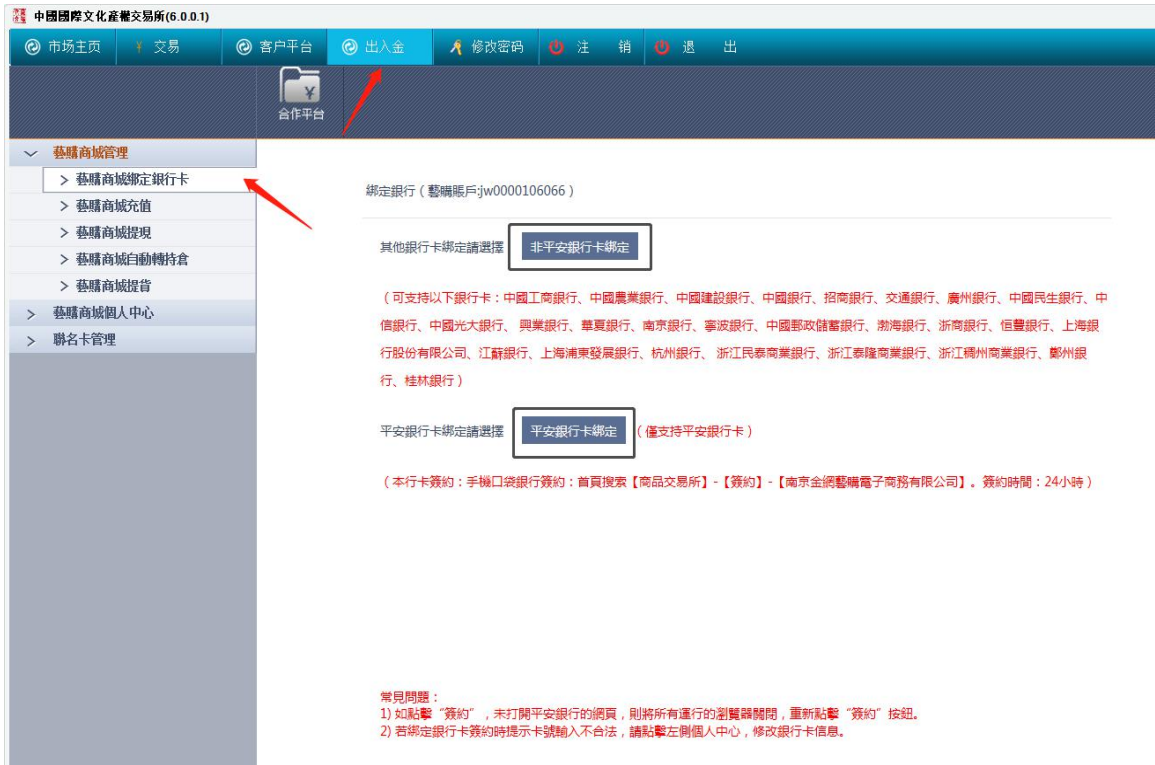 中國國際文化產權交易所(6.0.0.1)
市场主页 ¥ 交易 客户平台 出入金 修改密码 注 销 退 出
¥
合作平台
藝購商城管理
> 藝購商城綁定銀行卡
> 藝購商城充值
> 藝購商城提現
> 藝購商城自動轉持倉
> 藝購商城提貨
> 藝購商城個人中心
> 聯名卡管理
綁定銀行（藝購賬戶:jw0000106066）
其他銀行卡綁定請選擇 非平安銀行卡綁定
（可支持以下銀行卡：中國工商銀行、中國農業銀行、中國建設銀行、中國銀行、招商銀行、交通銀行、廣州銀行、中國民生銀行、中
信銀行、中國光大銀行、 興業銀行、華夏銀行、南京銀行、寧波銀行、中國郵政儲蓄銀行、渤海銀行、浙商銀行、恒豐銀行、上海銀
行股份有限公司、江蘇銀行、上海浦東發展銀行、杭州銀行、 浙江民泰商業銀行、浙江泰隆商業銀行、浙江稠州商業銀行、鄭州銀
行、桂林銀行）
平安銀行卡綁定請選擇 平安銀行卡綁定 （僅支持平安銀行卡）
（本行卡簽約：手機口袋銀行簽約：首頁搜索【商品交易所】-【簽約】-【南京金網藝購電子商務有限公司】。簽約時間：24小時）
常見問題：
1) 如點擊“簽約”，未打開平安銀行的網頁，則將所有運行的瀏覽器關閉，重新點擊“簽約”按鈕。
2) 若綁定銀行卡簽約時提示卡號輸入不合法，請點擊左側個人中心，修改銀行卡信息。